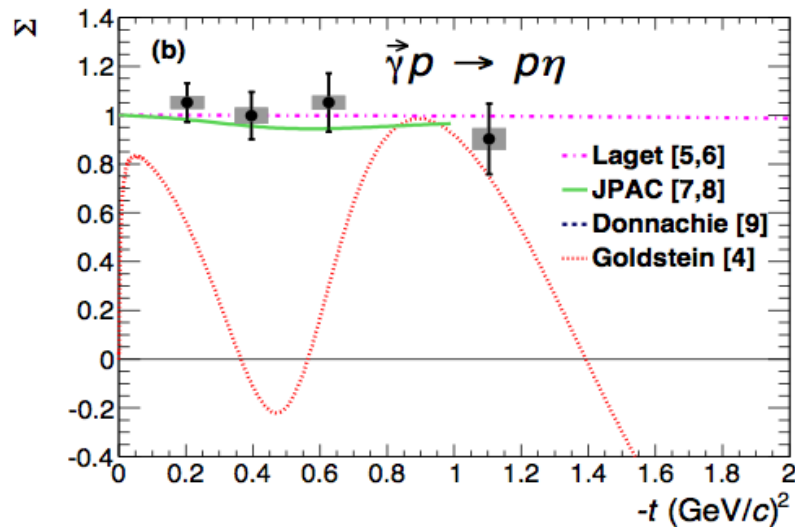 Σ
1.4
1.2
1
0.8
0.6
0.4
0.2
0
-0.2
-0.4
(b)
γ⃗p → pη
Laget [5,6]
JPAC [7,8]
Donnachie [9]
Goldstein [4]
0 0.2 0.4 0.6 0.8 1 1.2 1.4 1.6 1.8 2
-t (GeV/c)²